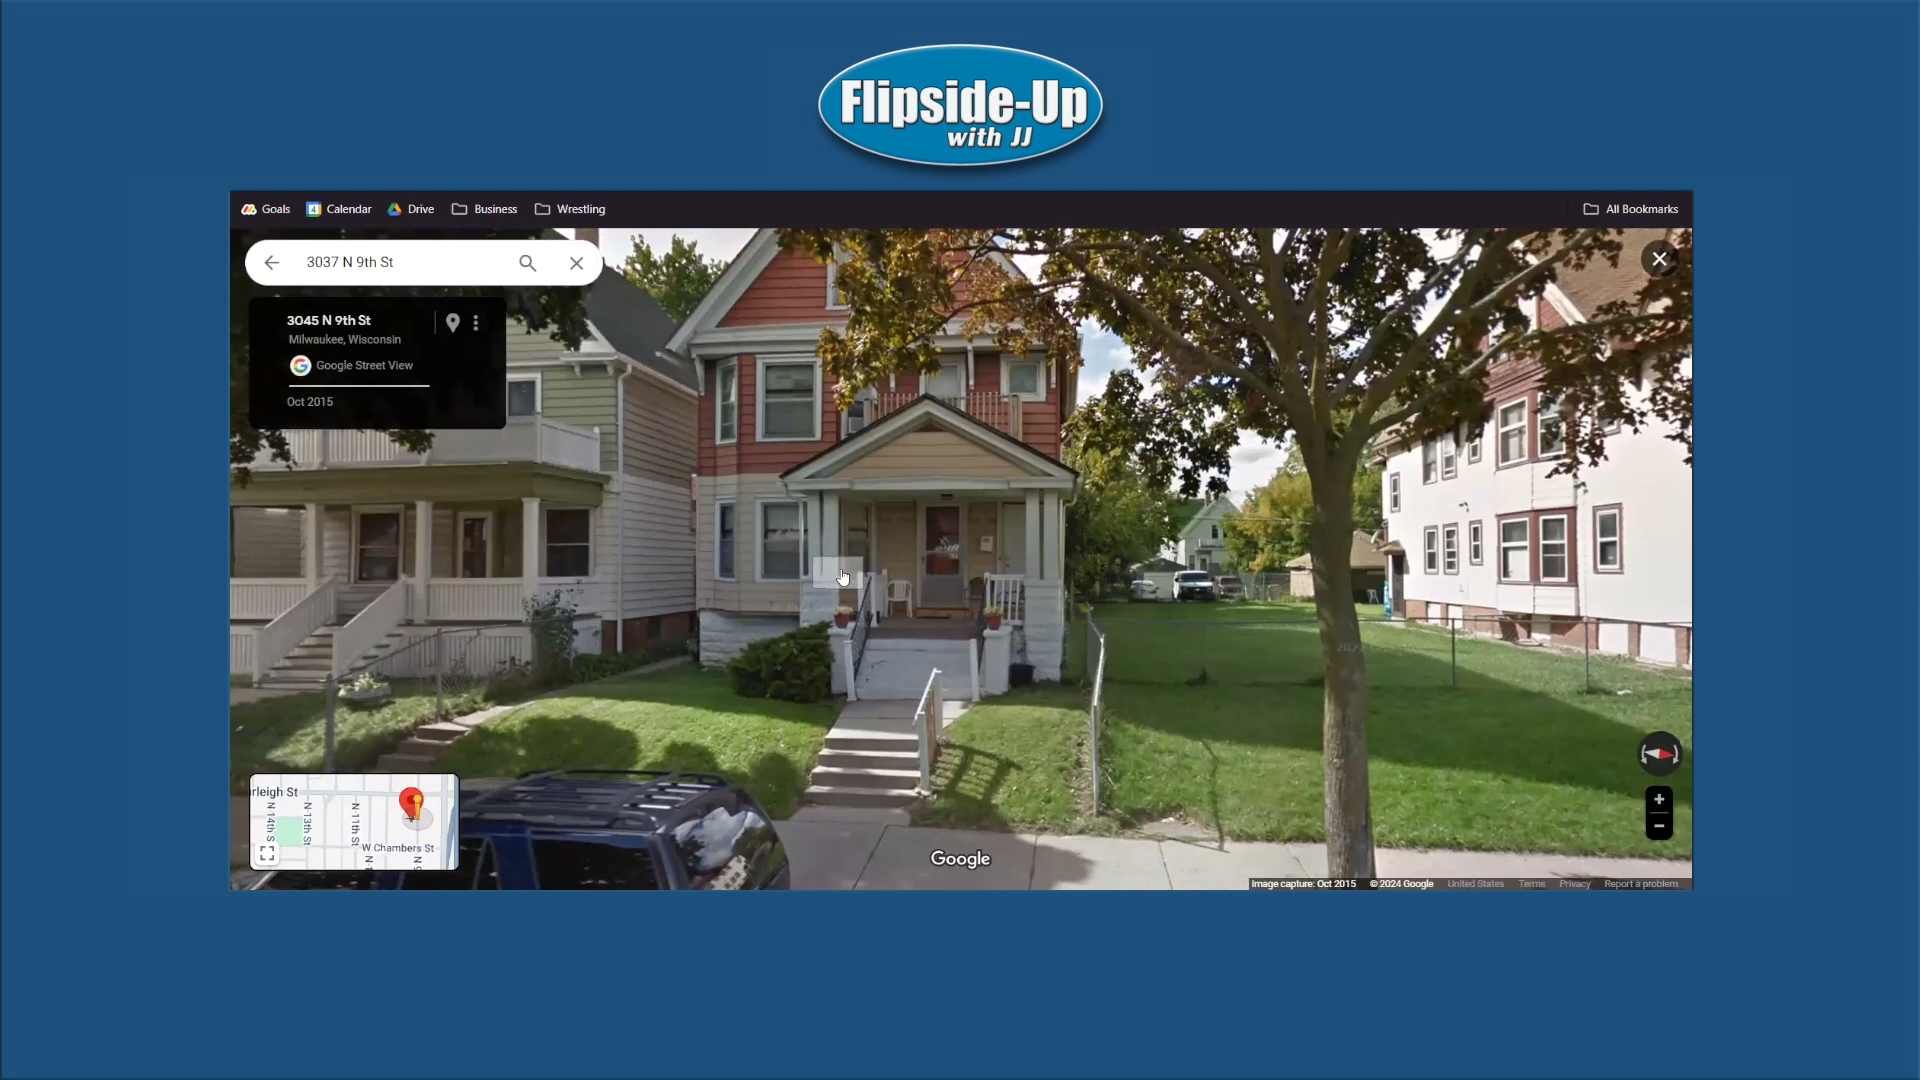 Flipside-Up
with JJ
Goals
Calendar
Drive
Business
Wrestling
All Bookmarks
3037 N 9th St
3045 N 9th St
Milwaukee, Wisconsin
Google Street View
Oct 2015
rleigh St
N 14th S
N 13th St
N 11th St
W Chambers St
Google
Image capture: Oct 2015 © 2024 Google United States Terms Privacy Report a problem